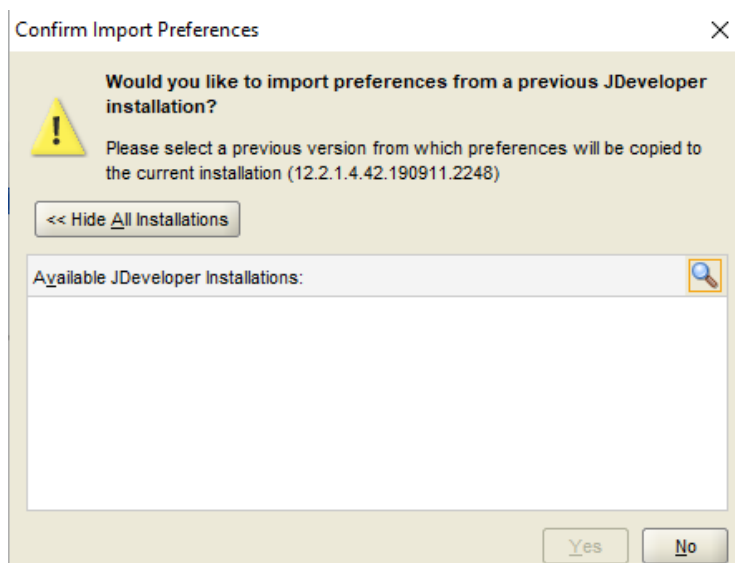 Confirm Import Preferences
Would you like to import preferences from a previous JDeveloper
installation?
Please select a previous version from which preferences will be copied to
the current installation (12.2.1.4.42.190911.2248)
<< Hide All Installations
Available JDeveloper Installations:
Yes
No